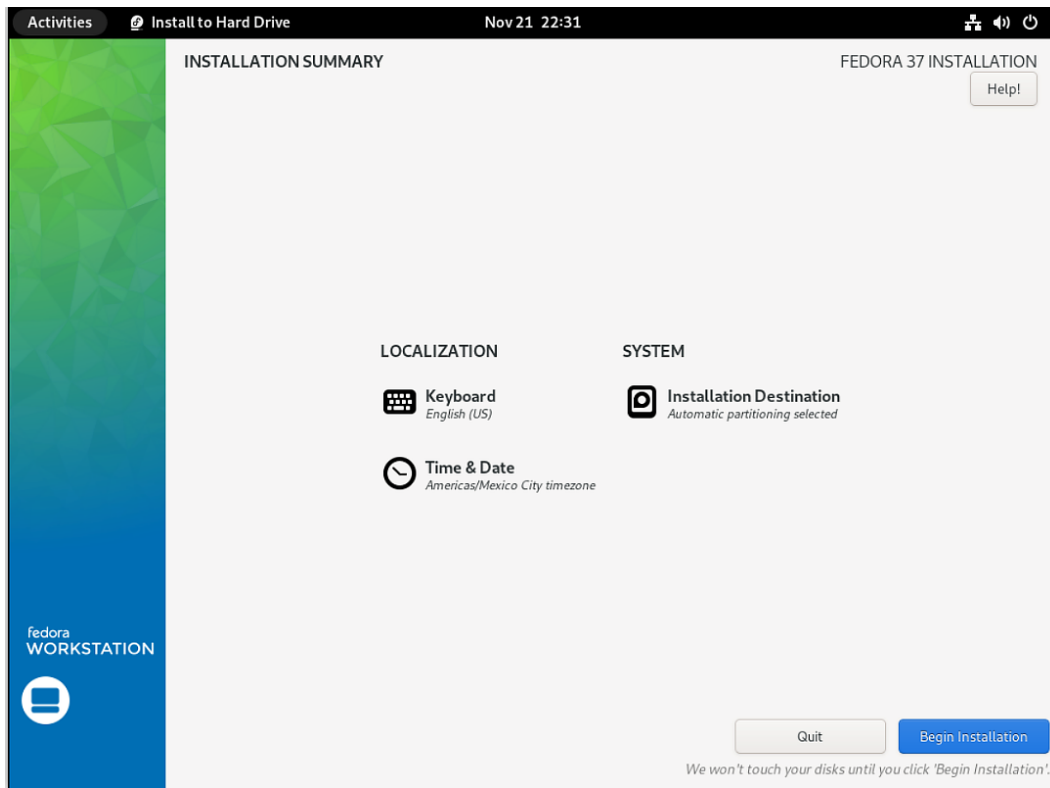 Activities
Install to Hard Drive
Nov 21 22:31
INSTALLATION SUMMARY
FEDORA 37 INSTALLATION
Help!
LOCALIZATION
Keyboard
English (US)
Time & Date
Americas/Mexico City timezone
SYSTEM
Installation Destination
Automatic partitioning selected
fedora
WORKSTATION
Quit
Begin Installation
We won't touch your disks until you click 'Begin Installation'.